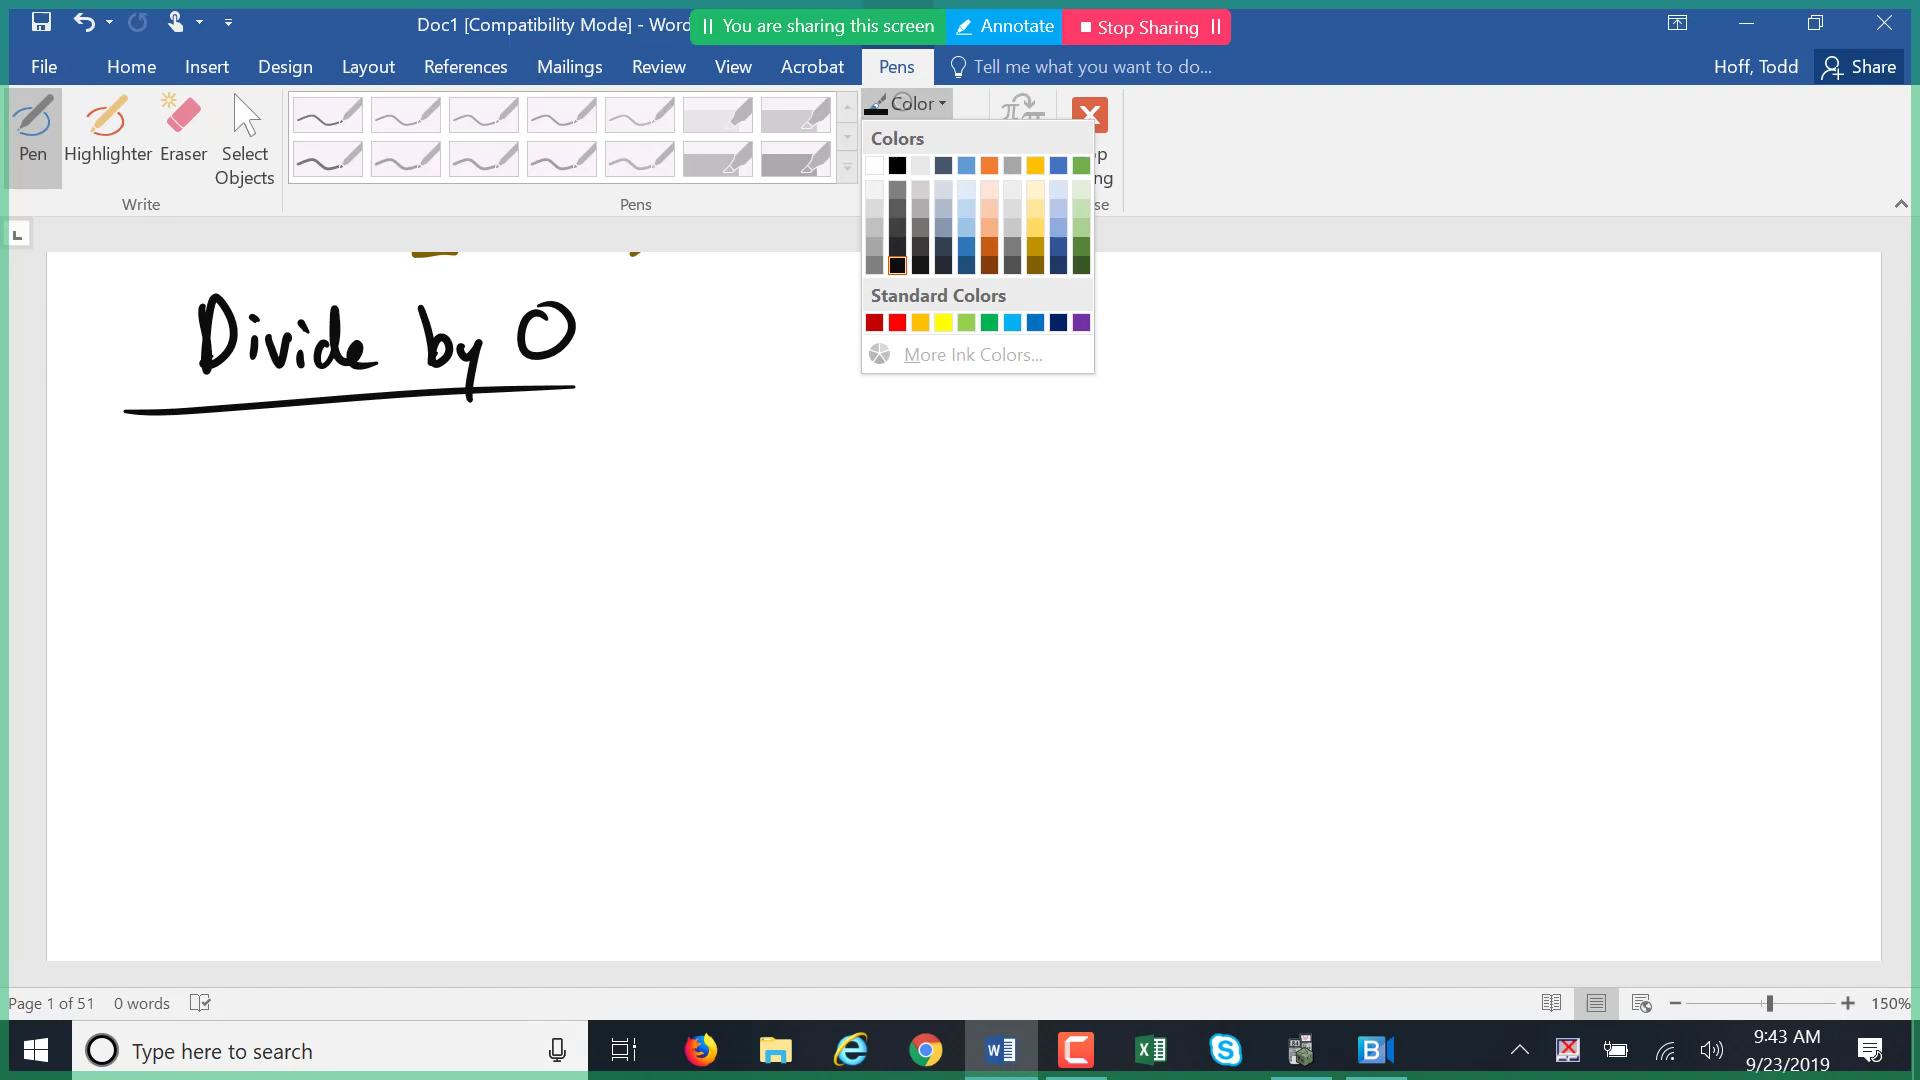 Doc1 [Compatibility Mode] - Word
You are sharing this screen
Annotate
Stop Sharing
File Home Insert Design Layout References Mailings Review View Acrobat Pens Tell me what you want to do... Hoff, Todd Share
Color
Pen Highlighter Eraser Select Objects
Write
Pens
Colors
Standard Colors
More Ink Colors...
Divide by 0
Page 1 of 51 0 words
150%
Type here to search
9:43 AM
9/23/2019